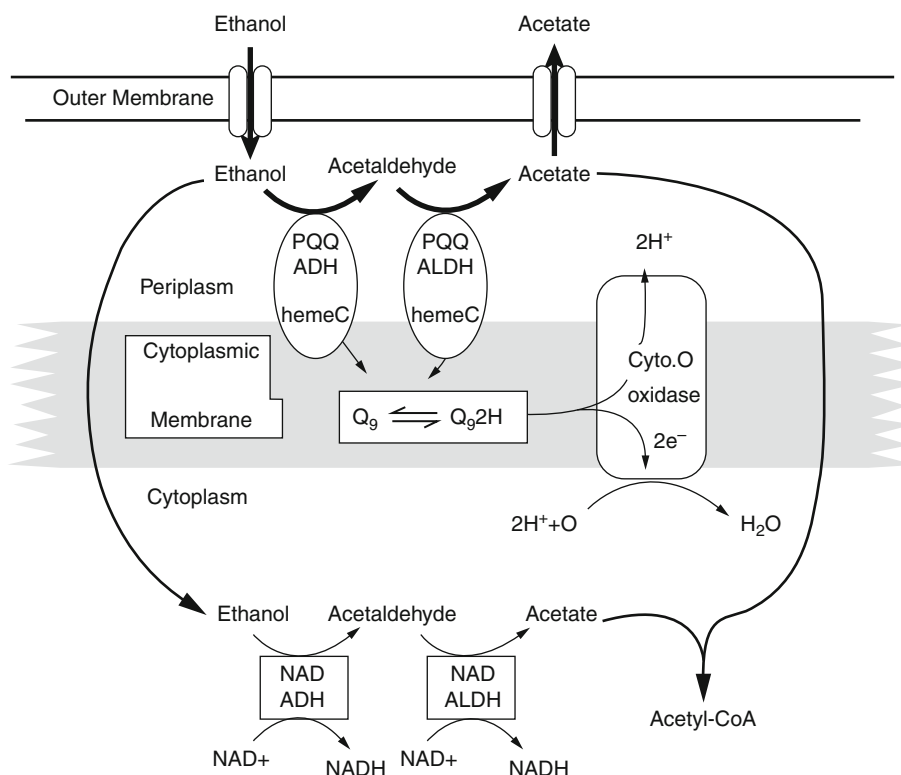 Ethanol
Acetate
Outer Membrane
Ethanol
Acetaldehyde
Acetate
PQQ
ADH
hemeC
PQQ
ALDH
hemeC
2H⁺
Periplasm
Cytoplasmic
Membrane
Cyto.O
oxidase
Q₉ ⇌ Q₉2H
2e⁻
Cytoplasm
2H⁺+O
H₂O
Ethanol
Acetaldehyde
Acetate
NAD
ADH
NAD
ALDH
Acetyl-CoA
NAD+
NADH
NAD+
NADH